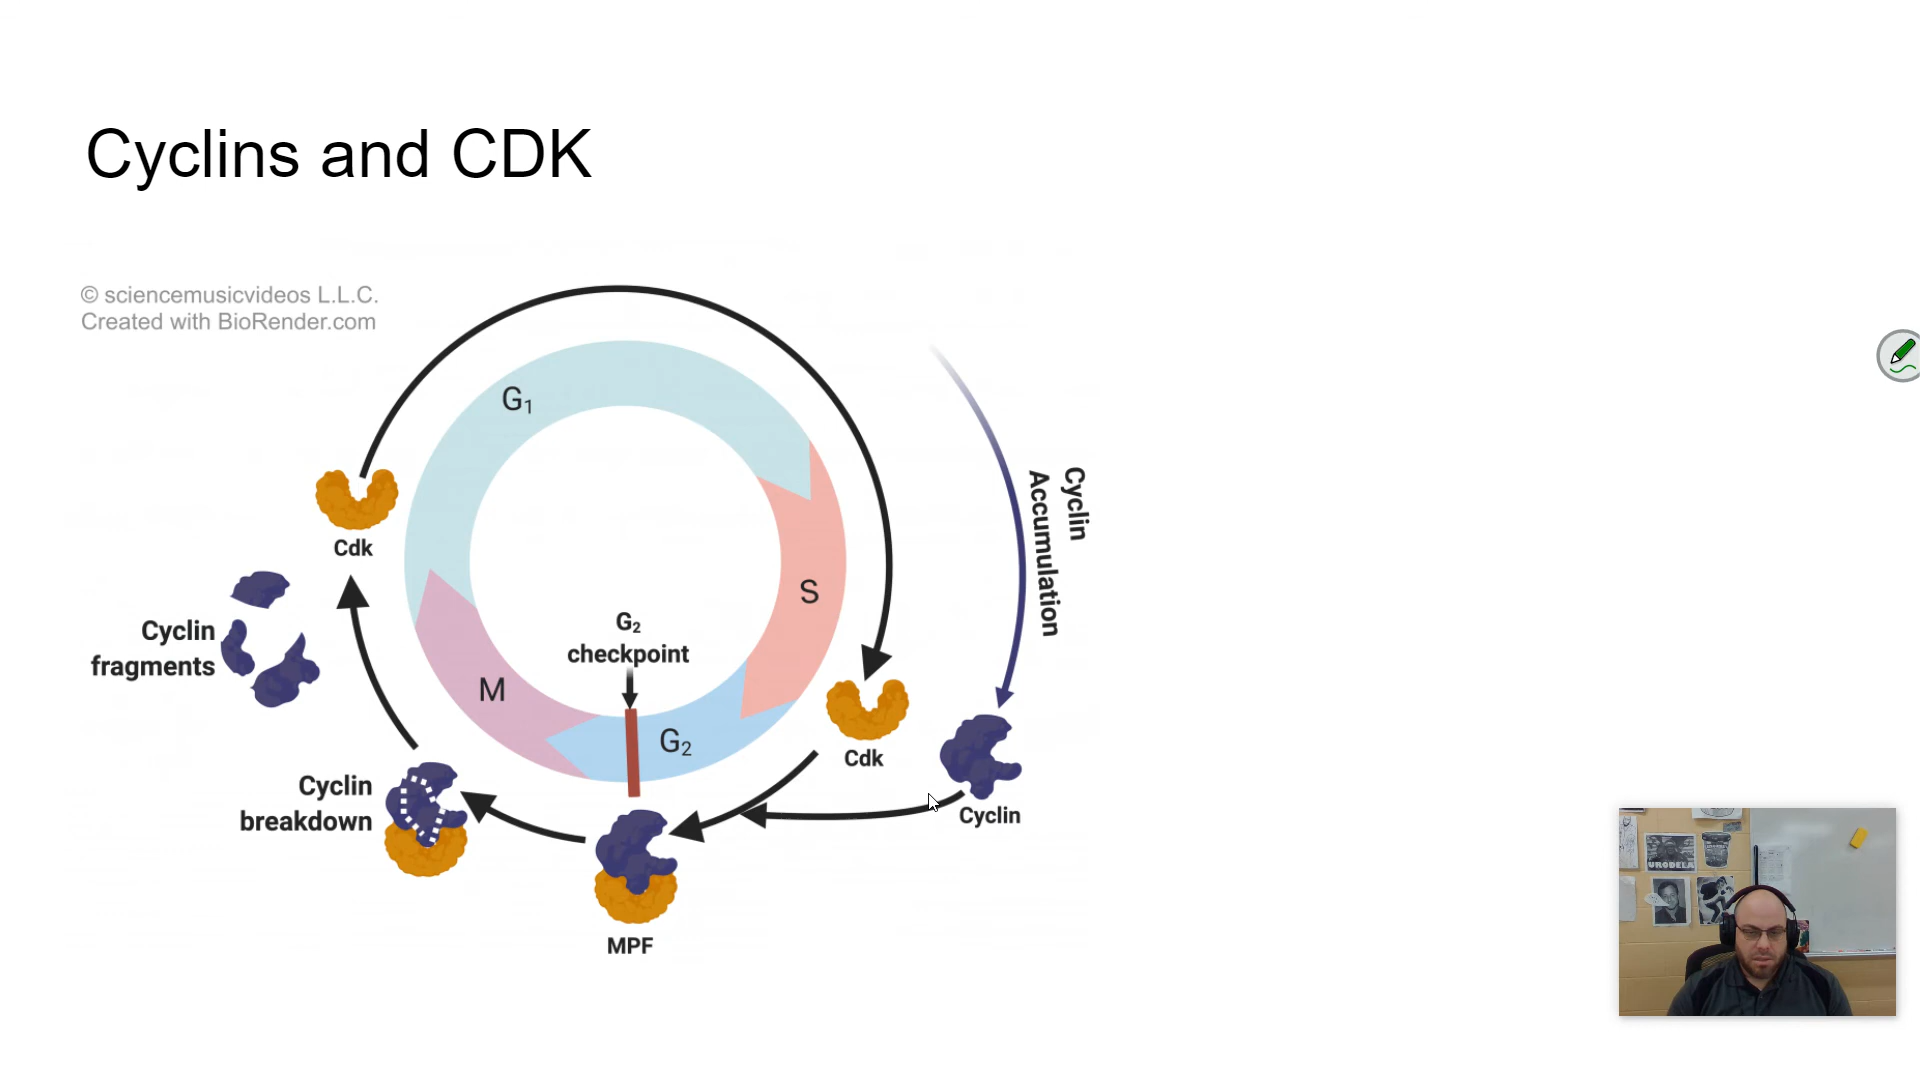 Cyclins and CDK
© sciencemusicvideos L.L.C.
Created with BioRender.com
G₁
Cyclin
Accumulation
Cdk
S
G₂
checkpoint
Cyclin
fragments
M
G₂
Cdk
Cyclin
breakdown
Cyclin
MPF
URODELA